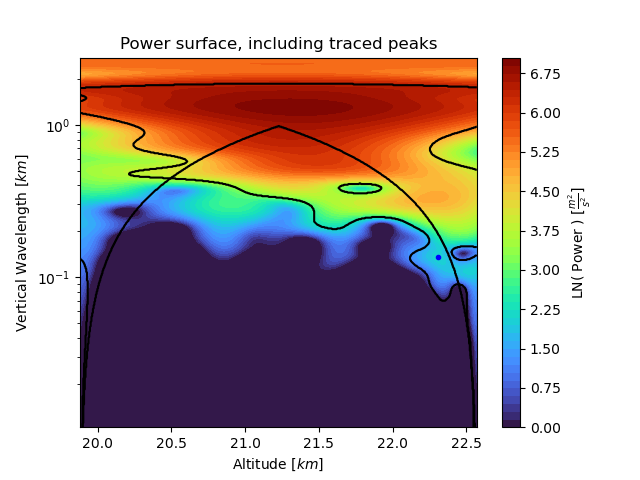 Power surface, including traced peaks
Vertical Wavelength [km]
10⁰
10⁻¹
20.0 20.5 21.0 21.5 22.0 22.5
Altitude [km]
6.75
6.00
5.25
4.50
3.75
3.00
2.25
1.50
0.75
0.00
LN( Power ) [m²/s²]